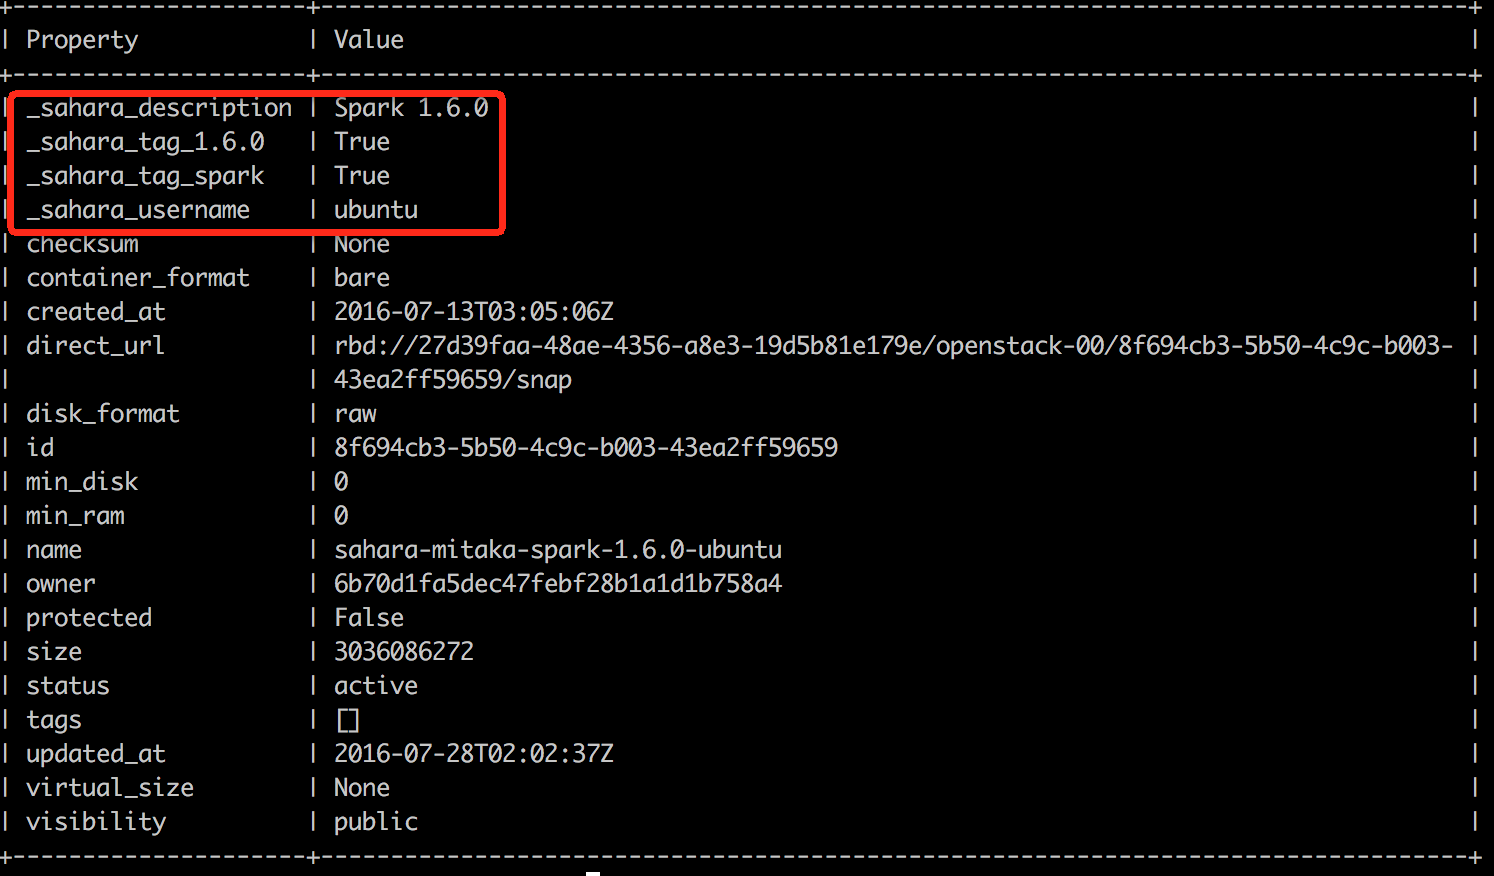 +---------------------+----------------------------------------------------------------------------------+
| Property | Value |
+---------------------+----------------------------------------------------------------------------------+
| _sahara_description | Spark 1.6.0 |
| _sahara_tag_1.6.0 | True |
| _sahara_tag_spark | True |
| _sahara_username | ubuntu |
| checksum | None |
| container_format | bare |
| created_at | 2016-07-13T03:05:06Z |
| direct_url | rbd://27d39faa-48ae-4356-a8e3-19d5b81e179e/openstack-00/8f694cb3-5b50-4c9c-b003- |
| | 43ea2ff59659/snap |
| disk_format | raw |
| id | 8f694cb3-5b50-4c9c-b003-43ea2ff59659 |
| min_disk | 0 |
| min_ram | 0 |
| name | sahara-mitaka-spark-1.6.0-ubuntu |
| owner | 6b70d1fa5dec47febf28b1a1d1b758a4 |
| protected | False |
| size | 3036086272 |
| status | active |
| tags | [] |
| updated_at | 2016-07-28T02:02:37Z |
| virtual_size | None |
| visibility | public |
+---------------------+----------------------------------------------------------------------------------+